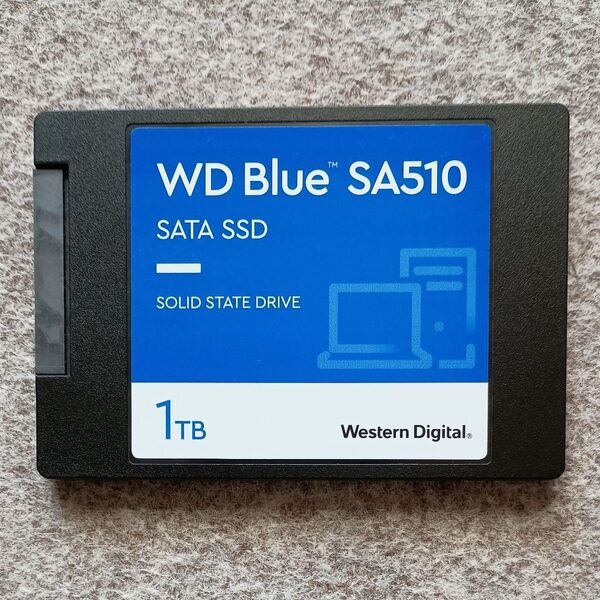 WD Blue™ SA510
SATA SSD
SOLID STATE DRIVE
1TB
Western Digital®